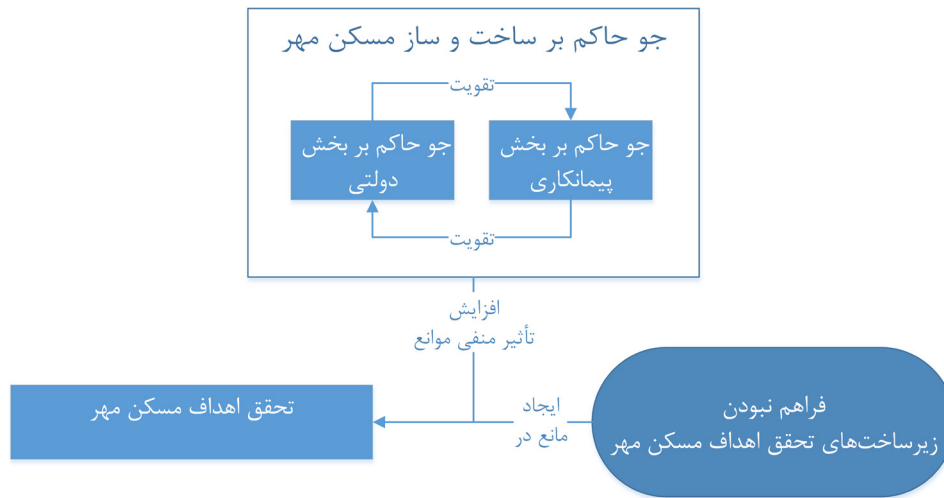 جو حاکم بر ساخت و ساز مسکن مهر
تقویت
جو حاکم بر بخش
پیمانکاری
جو حاکم بر بخش
دولتی
تقویت
افزایش
تأثیر منفی موانع
فراهم نبودن
زیرساخت‌های تحقق اهداف مسکن مهر
ایجاد
مانع در
تحقق اهداف مسکن مهر